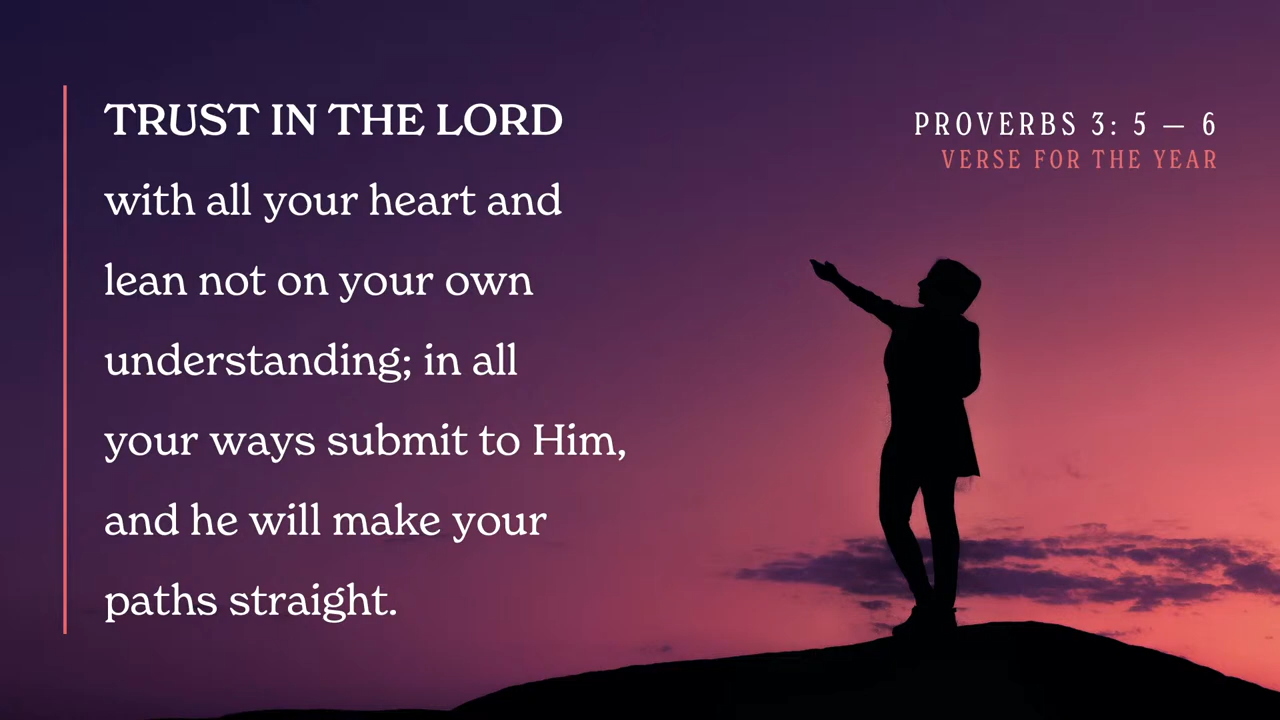 TRUST IN THE LORD
with all your heart and
lean not on your own
understanding; in all
your ways submit to Him,
and he will make your
paths straight.
PROVERBS 3: 5 — 6
VERSE FOR THE YEAR